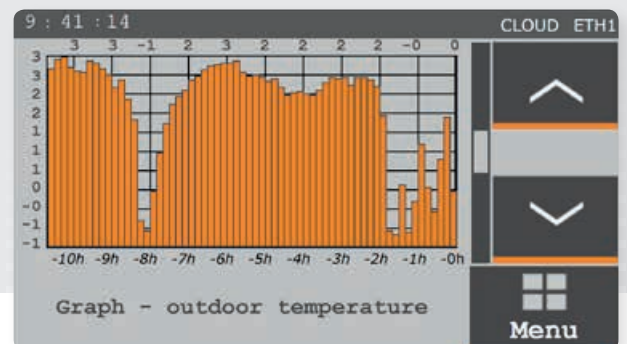 9 : 41 : 14 CLOUD ETH1
3 3 -1 2 3 2 2 2 2 -0 0
3
3
2
2
1
1
1
0
-0
-1
-1
-10h -9h -8h -7h -6h -5h -4h -3h -2h -1h -0h
Graph - outdoor temperature
Menu